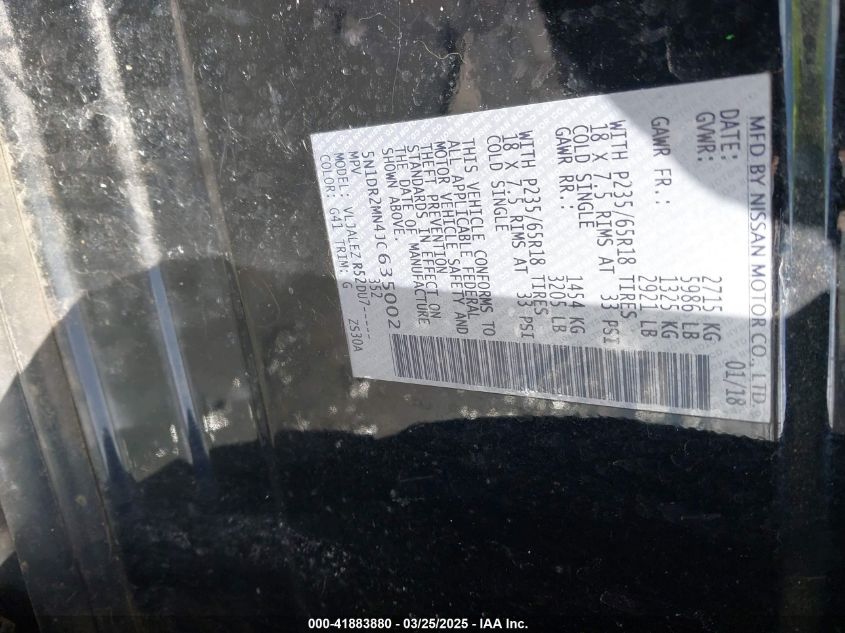 MFD BY NISSAN MOTOR CO., LTD.
DATE: 01/18
GVWR: 2715 KG
5986 LB
GAWR FR.: 1325 KG
2921 LB
WITH P235/65R18 TIRES
18 X 7.5 RIMS AT 33 PSI
COLD SINGLE
GAWR RR.: 1454 KG
3205 LB
WITH P235/65R18 TIRES
18 X 7.5 RIMS AT 33 PSI
COLD SINGLE
THIS VEHICLE CONFORMS TO
ALL APPLICABLE FEDERAL
MOTOR VEHICLE SAFETY AND
THEFT PREVENTION
STANDARDS IN EFFECT ON
THE DATE OF MANUFACTURE
SHOWN ABOVE.
5N1DR2MN4JC635002
MPV 352
MODEL: VLJALEZ R52DU7-----
COLOR: G41 TRIM: G ZS30A
000-41883880 - 03/25/2025 - IAA Inc.